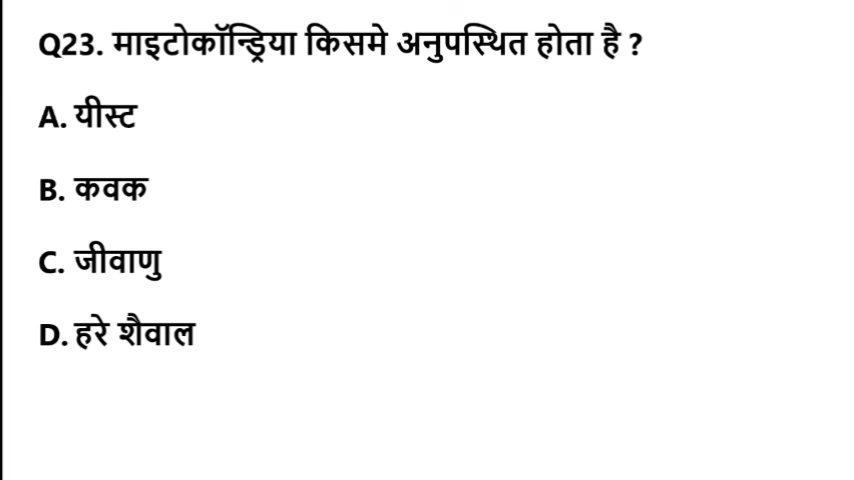 Q23. माइटोकॉन्ड्रिया किसमे अनुपस्थित होता है ?
A. यीस्ट
B. कवक
C. जीवाणु
D. हरे शैवाल